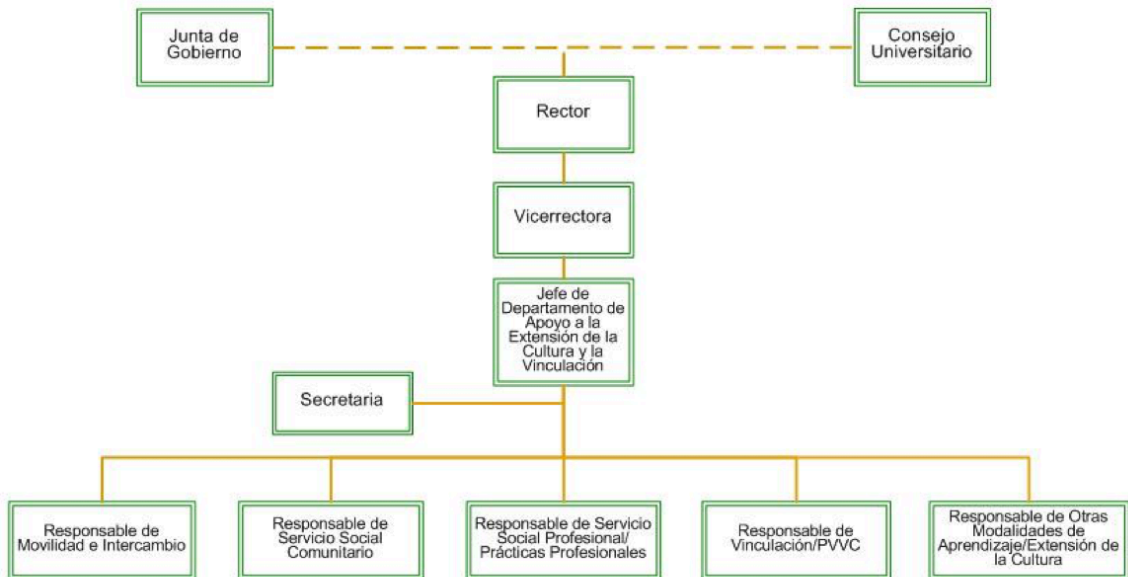 Junta de
Gobierno
Consejo
Universitario
Rector
Vicerrectora
Jefe de
Departamento de
Apoyo a la
Extensión de la
Cultura y la
Vinculación
Secretaria
Responsable de
Movilidad e Intercambio
Responsable de
Servicio Social
Comunitario
Responsable de Servicio
Social Profesional/
Prácticas Profesionales
Responsable de
Vinculación/PVVC
Responsable de Otras
Modalidades de
Aprendizaje/Extensión de
la Cultura